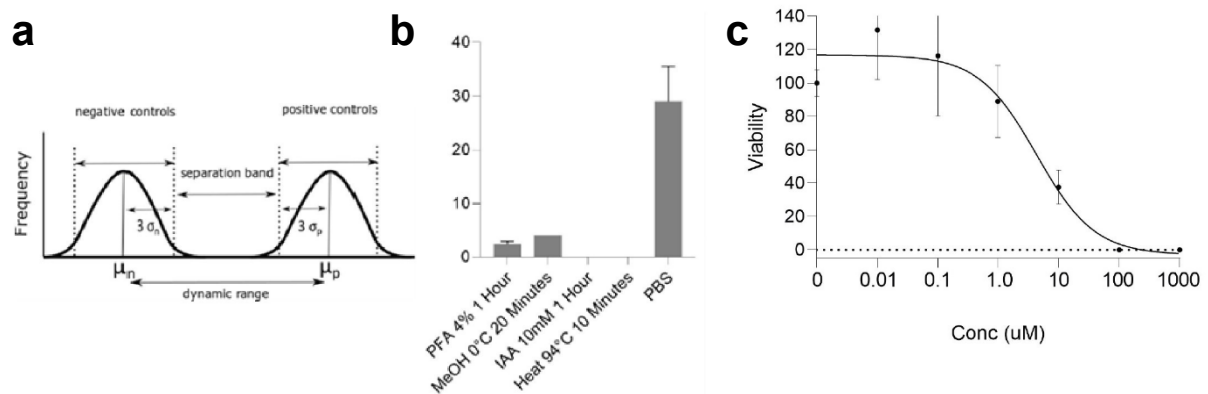 a
negative controls
positive controls
separation band
Frequency
3 σn
3 σp
μn
μp
dynamic range
b
40
30
20
10
0
PFA 4% 1 Hour
MeOH 0°C 20 Minutes
IAA 10mM 1 Hour
Heat 94°C 10 Minutes
PBS
c
140
120
100
80
60
40
20
0
Viability
0 0.01 0.1 1.0 10 100 1000
Conc (uM)